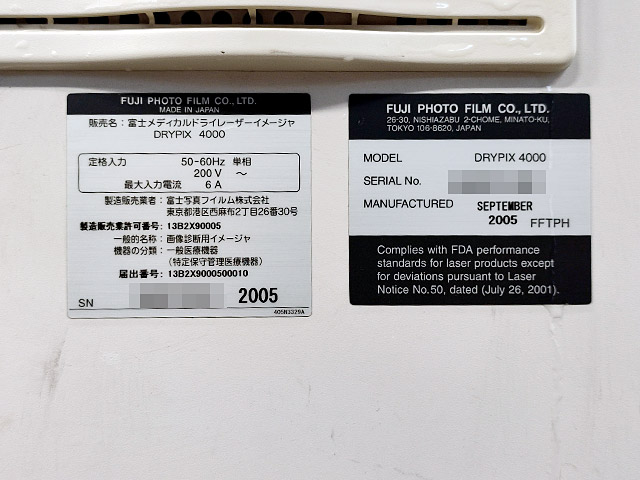 FUJI PHOTO FILM CO., LTD.
MADE IN JAPAN
販売名：富士メディカルドライレーザーイメージャ
DRYPIX 4000
定格入力 50-60Hz 単相
200 V ～
最大入力電流 6 A
製造販売業者：富士写真フイルム株式会社
東京都港区西麻布2丁目26番30号
製造販売業許可番号：13B2X90005
一般的名称：画像診断用イメージャ
機器の分類：一般医療機器
(特定保守管理医療機器)
届出番号：13B2X9000500010
SN 2005
405N3329A
FUJI PHOTO FILM CO., LTD.
26-30, NISHIAZABU 2-CHOME, MINATO-KU,
TOKYO 106-8620, JAPAN
MODEL DRYPIX 4000
SERIAL No.
MANUFACTURED SEPTEMBER
2005 FFTPH
Complies with FDA performance
standards for laser products except
for deviations pursuant to Laser
Notice No.50, dated (July 26, 2001).